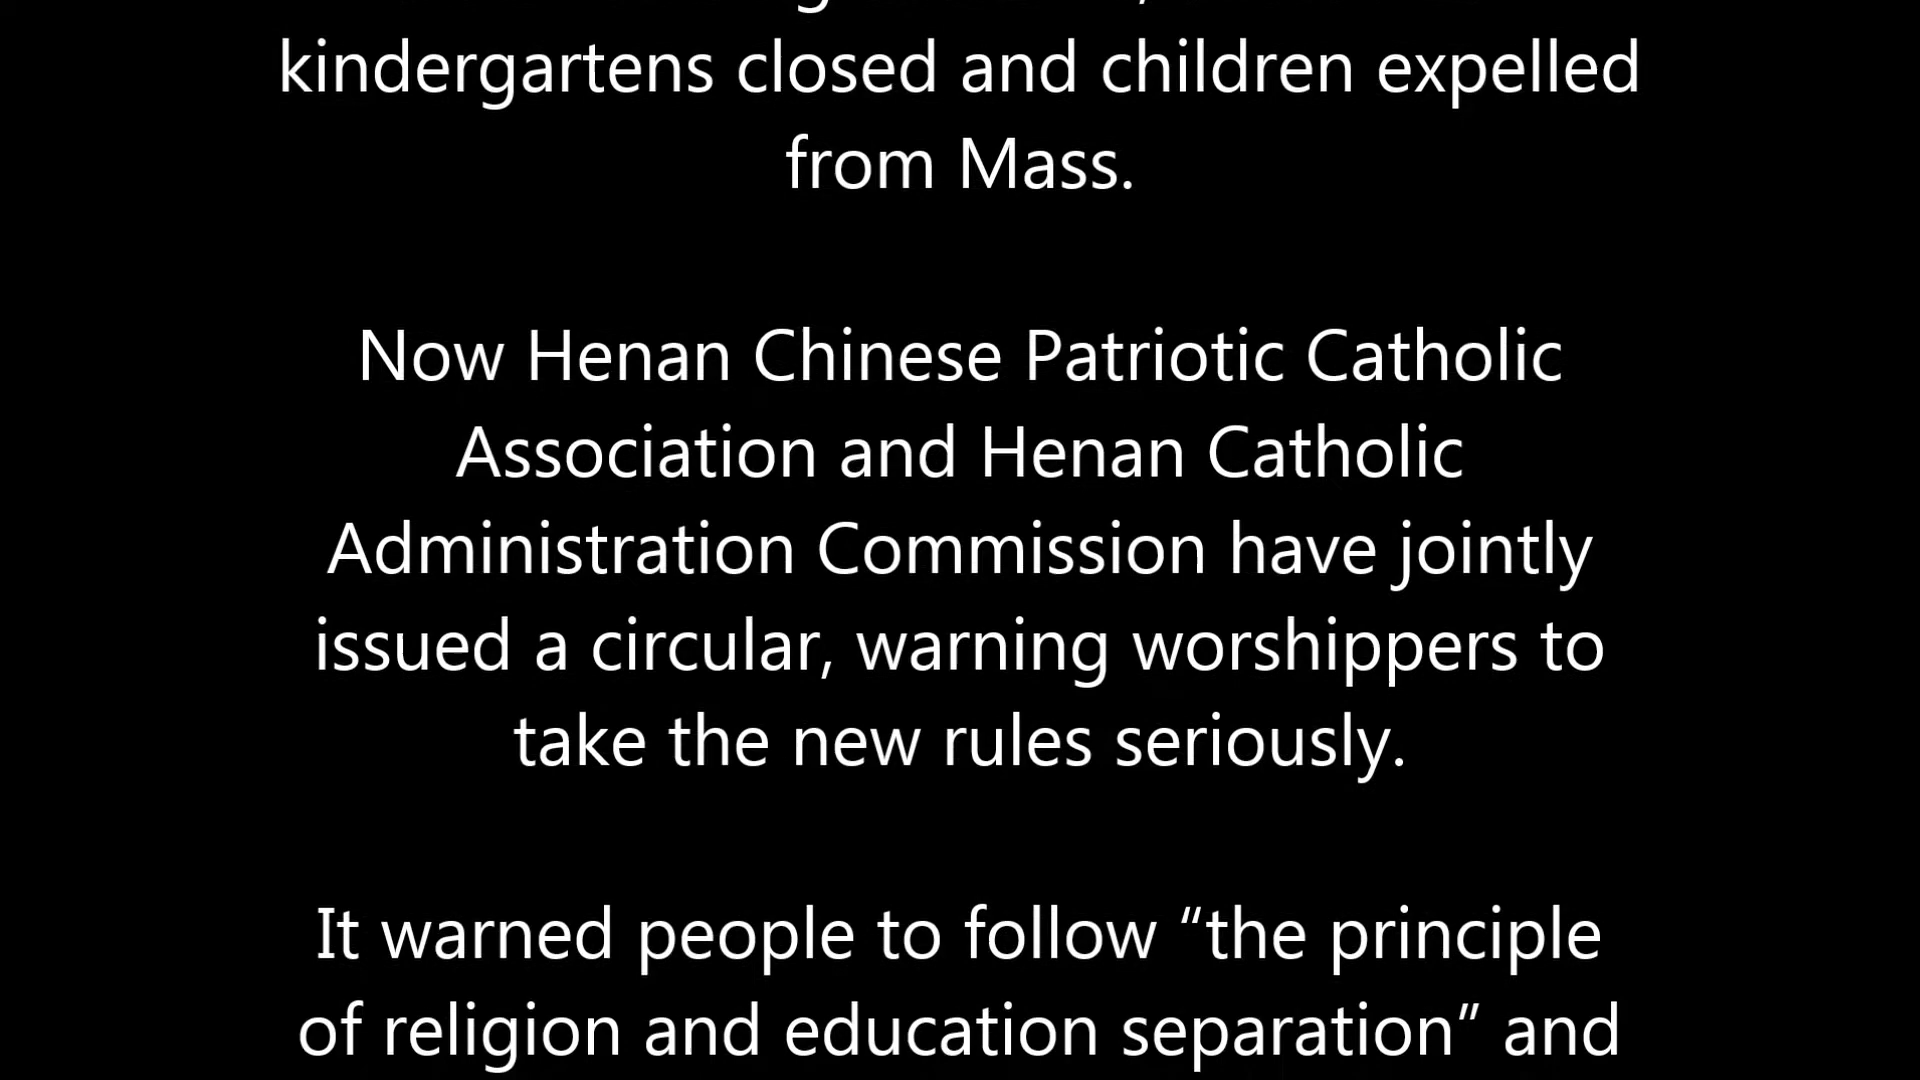 kindergartens closed and children expelled
from Mass.
Now Henan Chinese Patriotic Catholic
Association and Henan Catholic
Administration Commission have jointly
issued a circular, warning worshippers to
take the new rules seriously.
It warned people to follow “the principle
of religion and education separation” and